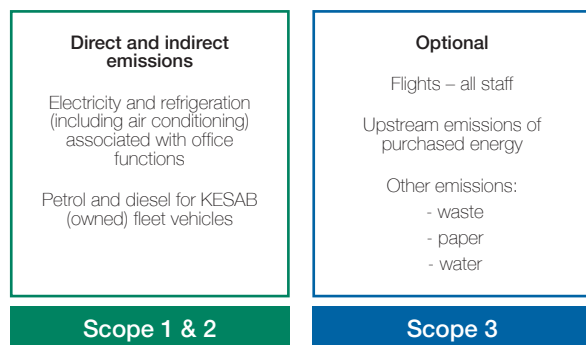 Direct and indirect
emissions
Electricity and refrigeration
(including air conditioning)
associated with office
functions
Petrol and diesel for KESAB
(owned) fleet vehicles
Scope 1 & 2
Optional
Flights – all staff
Upstream emissions of
purchased energy
Other emissions:
- waste
- paper
- water
Scope 3